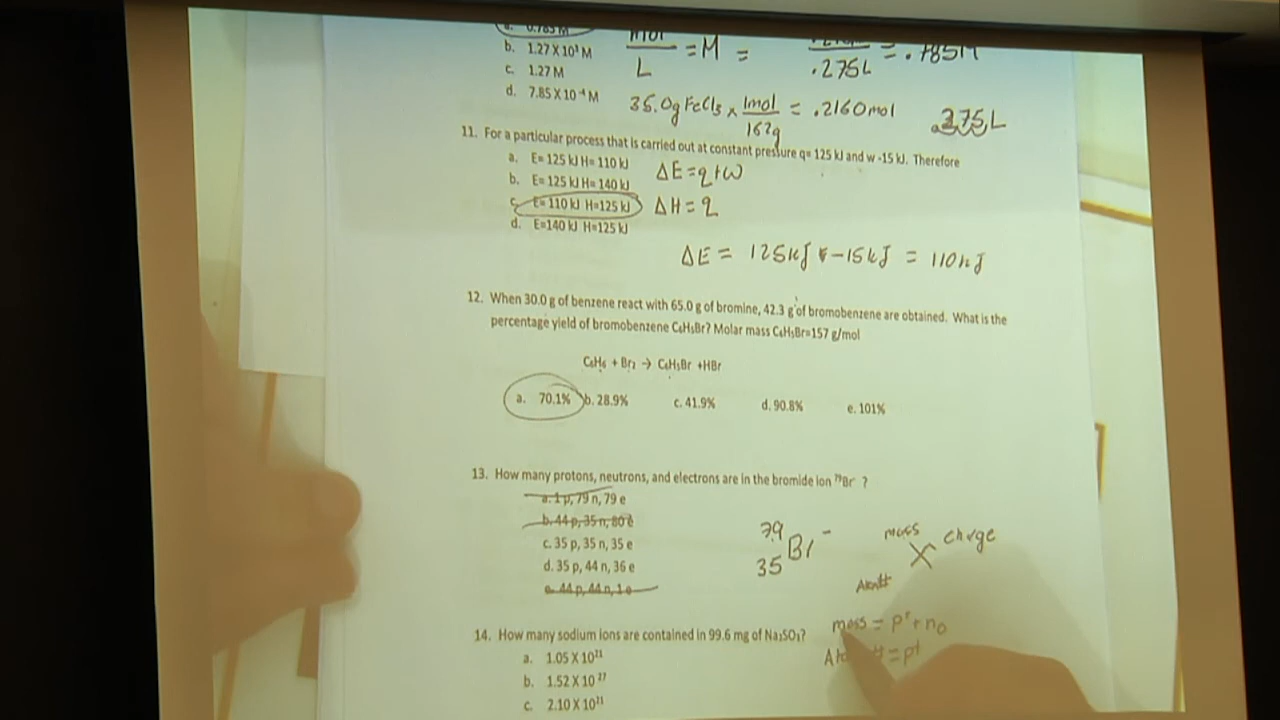 a. 0.785 M
b. 1.27 X 10³ M
c. 1.27 M
d. 7.85 X 10⁻⁴ M
mol
L
= M =
.275L
= .785M
35.0g FeCl₃ x 1mol = .2160mol
162g
275L
11. For a particular process that is carried out at constant pressure q= 125 kJ and w -15 kJ. Therefore
a. E= 125 kJ H= 110 kJ
b. E= 125 kJ H= 140 kJ
c. E= 110 kJ H=125 kJ
d. E=140 kJ H=125 kJ
ΔE = q+w
ΔH = q
ΔE = 125kJ + -15kJ = 110kJ
12. When 30.0 g of benzene react with 65.0 g of bromine, 42.3 g of bromobenzene are obtained. What is the
percentage yield of bromobenzene C₆H₅Br? Molar mass C₆H₅Br=157 g/mol
C₆H₆ + Br₂ → C₆H₅Br +HBr
a. 70.1% b. 28.9% c. 41.9% d. 90.8% e. 101%
13. How many protons, neutrons, and electrons are in the bromide ion ⁷⁹Br⁻ ?
a. 1 p, 79 n, 79 e
b. 44 p, 35 n, 80 e
c. 35 p, 35 n, 35 e
d. 35 p, 44 n, 36 e
e. 44 p, 44 n, 1 e
79
35
Br -
mass
charge
X
mass = p⁺ + n₀
= p⁺
14. How many sodium ions are contained in 99.6 mg of Na₂SO₃?
a. 1.05 X 10²¹
b. 1.52 X 10²⁷
c. 2.10 X 10²¹